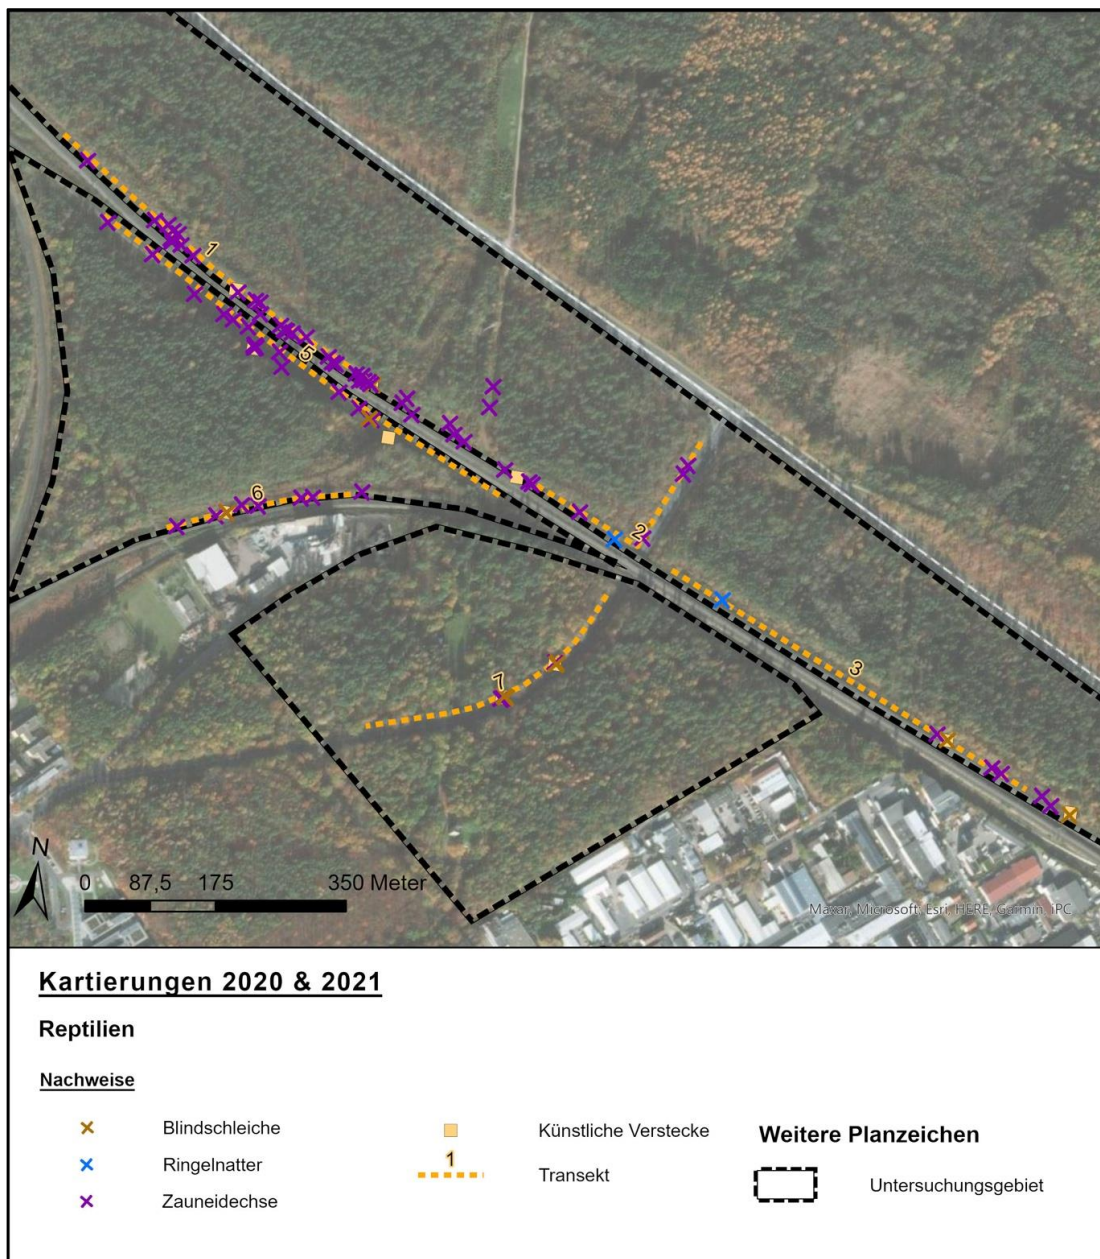 1
5
6
2
7
3
N
0 87,5 175 350 Meter
Maxar, Microsoft, Esri, HERE, Garmin, iPC
Kartierungen 2020 & 2021
Reptilien
Nachweise
Blindschleiche
Ringelnatter
Zauneidechse
Künstliche Verstecke
1
Transekt
Weitere Planzeichen
Untersuchungsgebiet